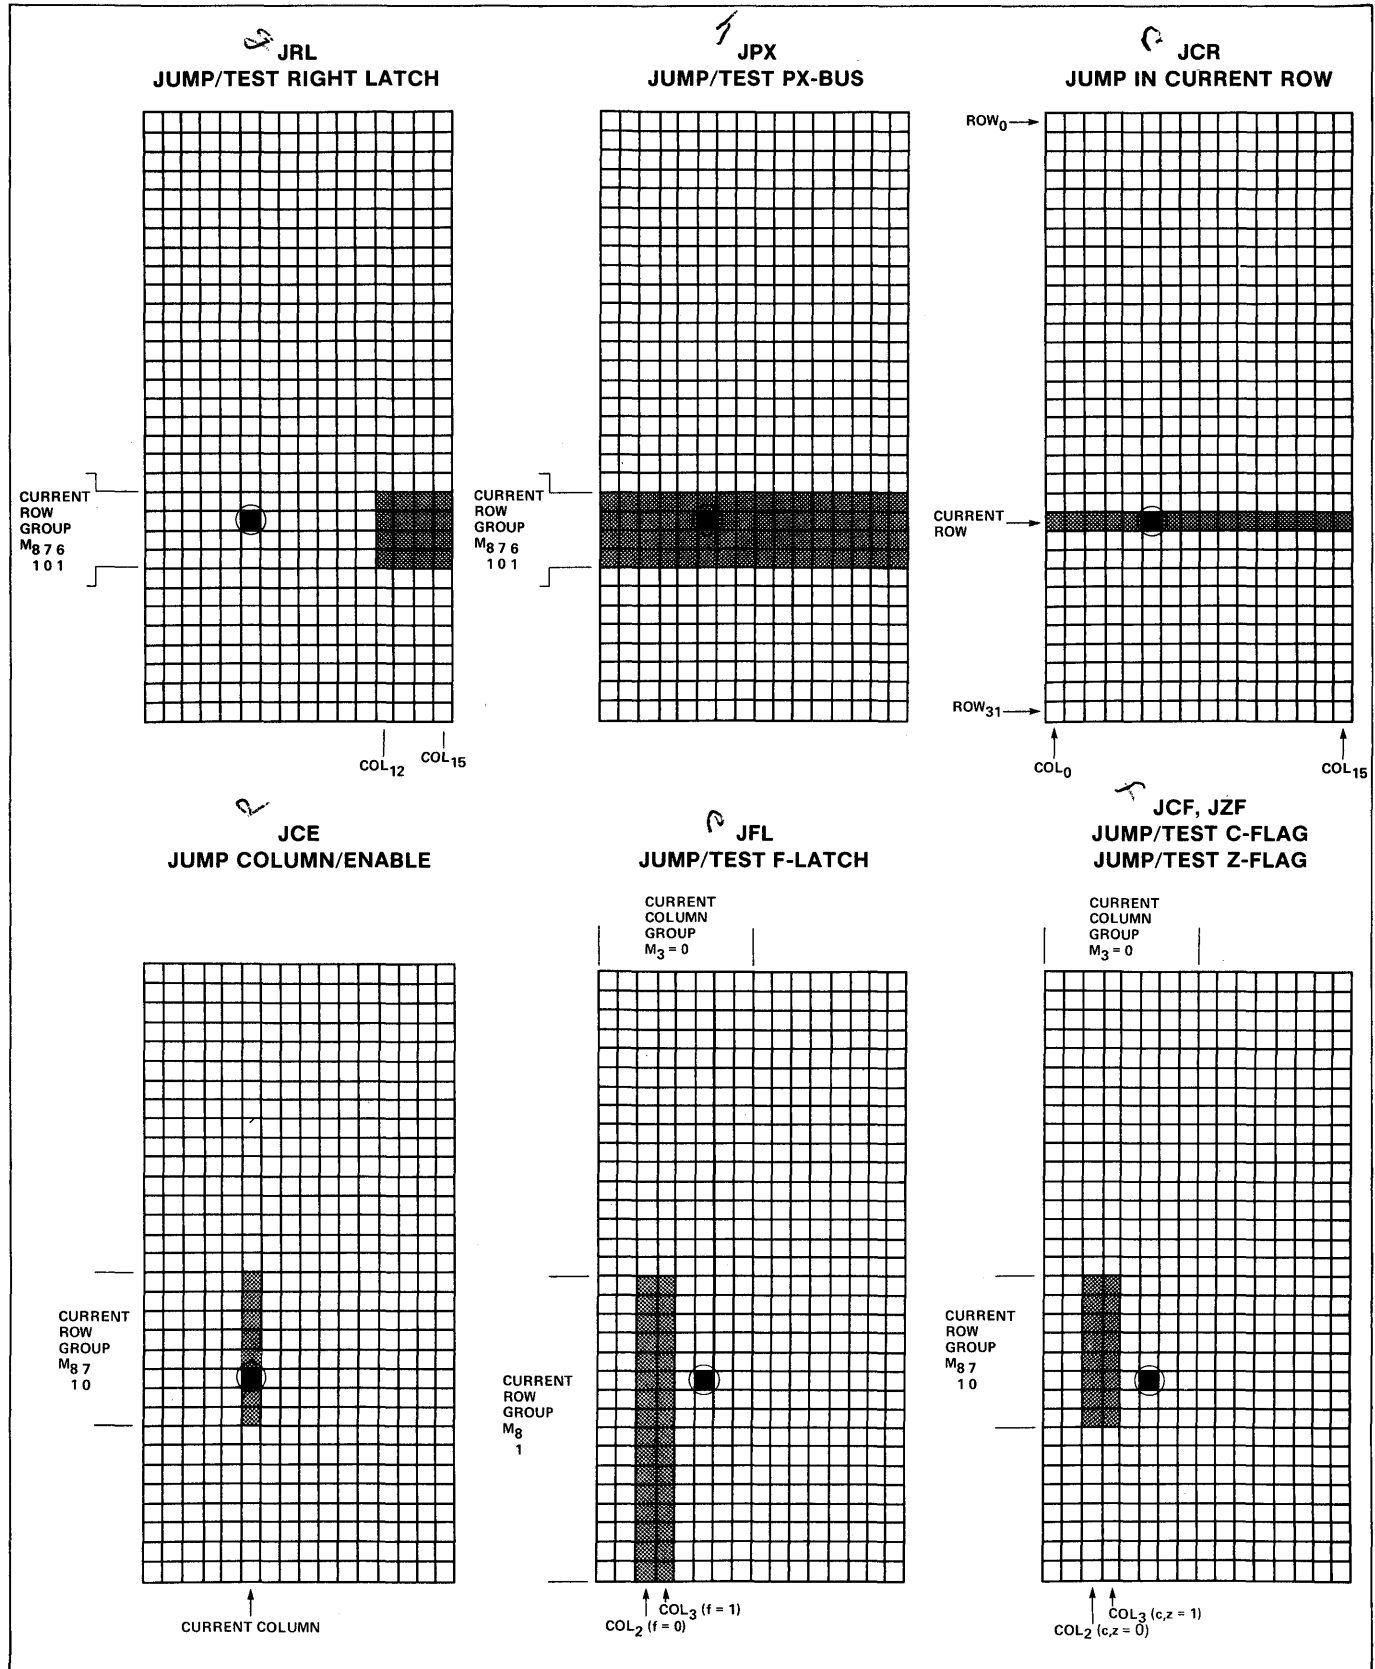 JRL
JUMP/TEST RIGHT LATCH
CURRENT
ROW
GROUP
M8 7 6
1 0 1
COL12
COL15
JPX
JUMP/TEST PX-BUS
CURRENT
ROW
GROUP
M8 7 6
1 0 1
JCR
JUMP IN CURRENT ROW
ROW0
CURRENT
ROW
ROW31
COL0
COL15
JCE
JUMP COLUMN/ENABLE
CURRENT
ROW
GROUP
M8 7
1 0
CURRENT COLUMN
JFL
JUMP/TEST F-LATCH
CURRENT
COLUMN
GROUP
M3 = 0
CURRENT
ROW
GROUP
M8
1
COL3 (f = 1)
COL2 (f = 0)
JCF, JZF
JUMP/TEST C-FLAG
JUMP/TEST Z-FLAG
CURRENT
COLUMN
GROUP
M3 = 0
CURRENT
ROW
GROUP
M8 7
1 0
COL3 (c,z = 1)
COL2 (c,z = 0)